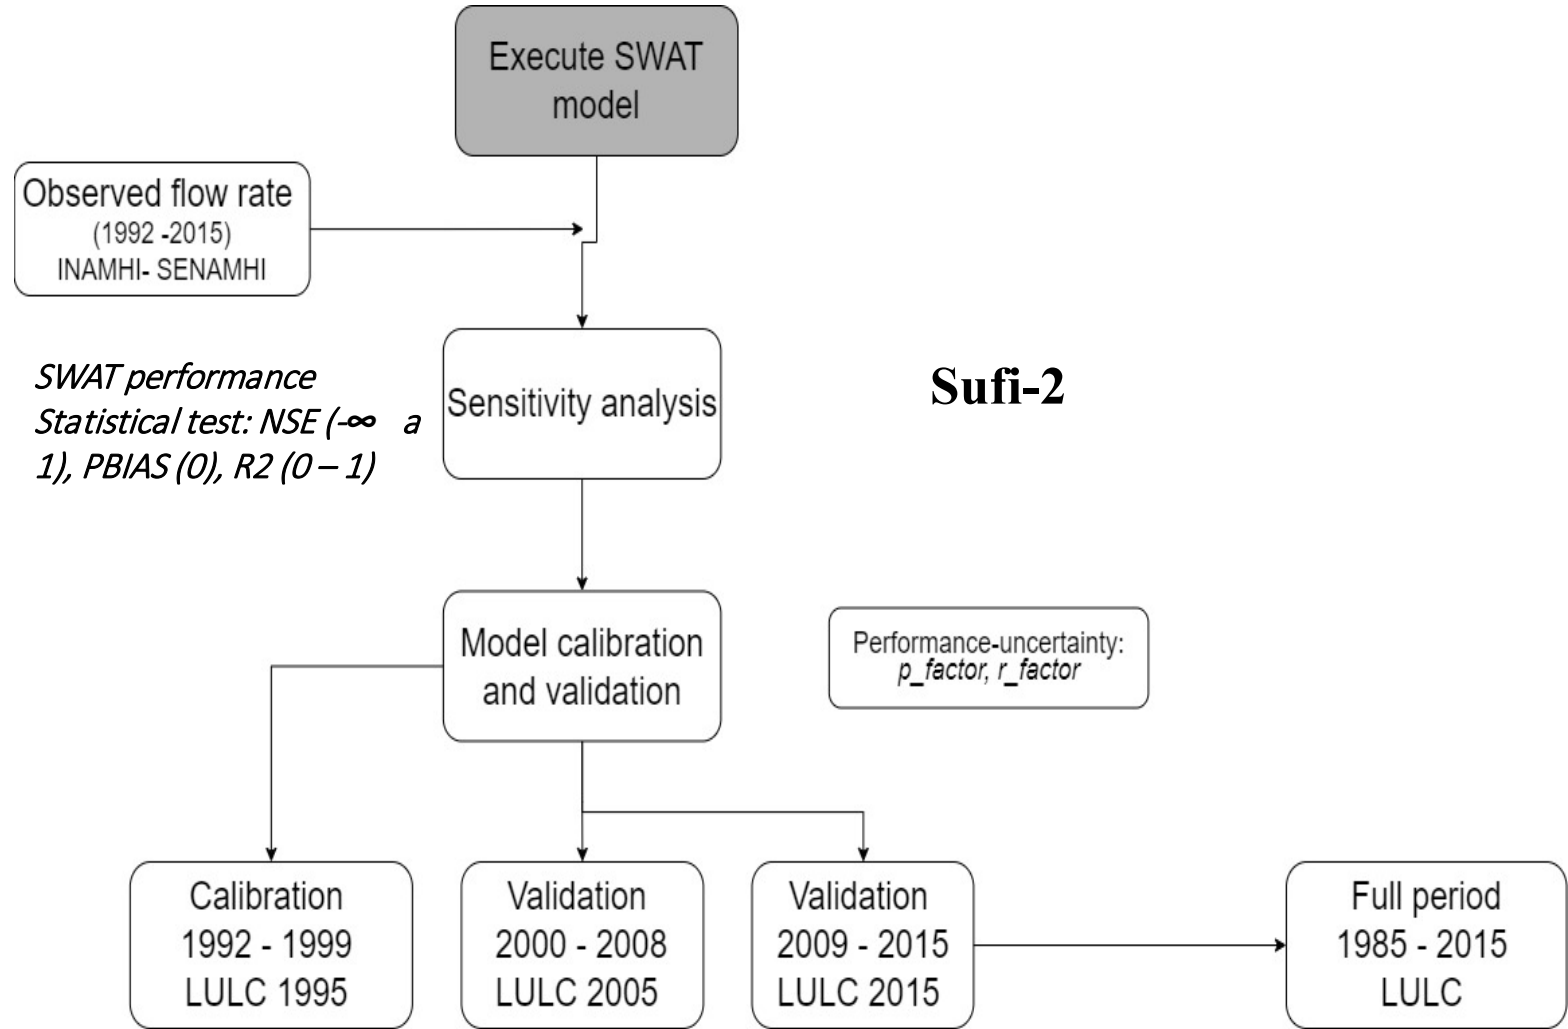 Execute SWAT
model
Observed flow rate
(1992 -2015)
INAMHI- SENAMHI
SWAT performance
Statistical test: NSE (-∞ a
1), PBIAS (0), R2 (0 – 1)
Sensitivity analysis
Sufi-2
Model calibration
and validation
Performance-uncertainty:
p_factor, r_factor
Calibration
1992 - 1999
LULC 1995
Validation
2000 - 2008
LULC 2005
Validation
2009 - 2015
LULC 2015
Full period
1985 - 2015
LULC